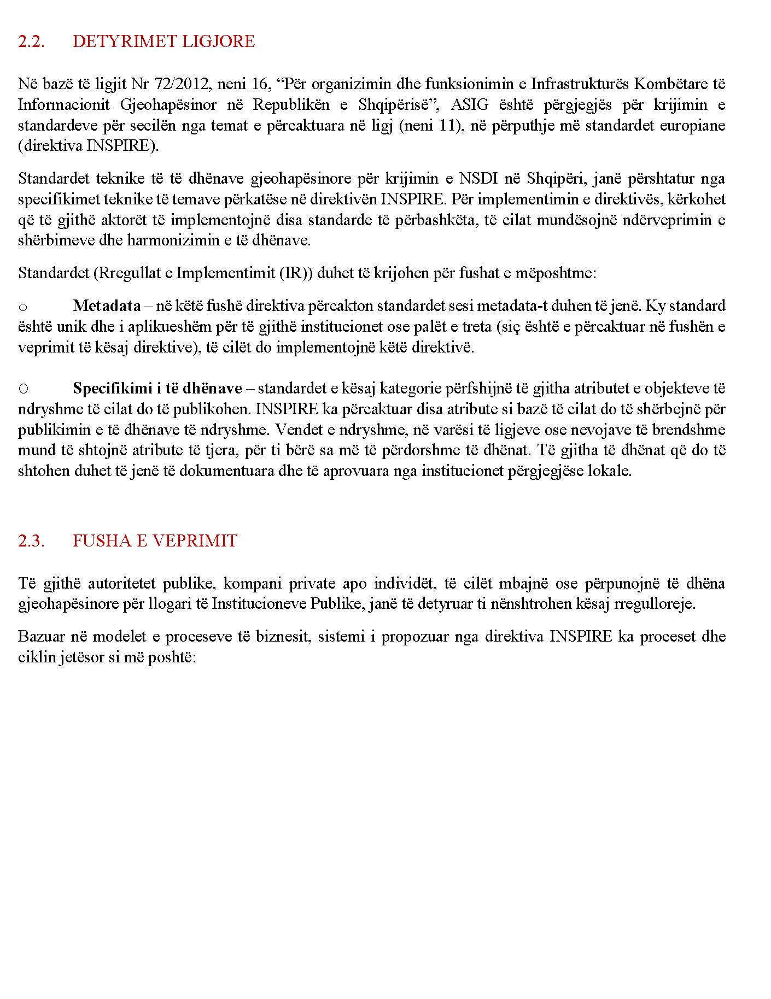 2.2. DETYRIMET LIGJORE
Në bazë të ligjit Nr 72/2012, neni 16, “Për organizimin dhe funksionimin e Infrastrukturës Kombëtare të
Informacionit Gjeohapësinor në Republikën e Shqipërisë”, ASIG është përgjegjës për krijimin e
standardeve për secilën nga temat e përcaktuara në ligj (neni 11), në përputhje më standardet europiane
(direktiva INSPIRE).
Standardet teknike të të dhënave gjeohapësinore për krijimin e NSDI në Shqipëri, janë përshtatur nga
specifikimet teknike të temave përkatëse në direktivën INSPIRE. Për implementimin e direktivës, kërkohet
që të gjithë aktorët të implementojnë disa standarde të përbashkëta, të cilat mundësojnë ndërveprimin e
shërbimeve dhe harmonizimin e të dhënave.
Standardet (Rregullat e Implementimit (IR)) duhet të krijohen për fushat e mëposhtme:
o Metadata – në këtë fushë direktiva përcakton standardet sesi metadata-t duhen të jenë. Ky standard
është unik dhe i aplikueshëm për të gjithë institucionet ose palët e treta (siç është e përcaktuar në fushën e
veprimit të kësaj direktive), të cilët do implementojnë këtë direktivë.
O Specifikimi i të dhënave – standardet e kësaj kategorie përfshijnë të gjitha atributet e objekteve të
ndryshme të cilat do të publikohen. INSPIRE ka përcaktuar disa atribute si bazë të cilat do të shërbejnë për
publikimin e të dhënave të ndryshme. Vendet e ndryshme, në varësi të ligjeve ose nevojave të brendshme
mund të shtojnë atribute të tjera, për ti bërë sa më të përdorshme të dhënat. Të gjitha të dhënat që do të
shtohen duhet të jenë të dokumentuara dhe të aprovuara nga institucionet përgjegjëse lokale.
2.3. FUSHA E VEPRIMIT
Të gjithë autoritetet publike, kompani private apo individët, të cilët mbajnë ose përpunojnë të dhëna
gjeohapësinore për llogari të Institucioneve Publike, janë të detyruar ti nënshtrohen kësaj rregulloreje.
Bazuar në modelet e proceseve të biznesit, sistemi i propozuar nga direktiva INSPIRE ka proceset dhe
ciklin jetësor si më poshtë: